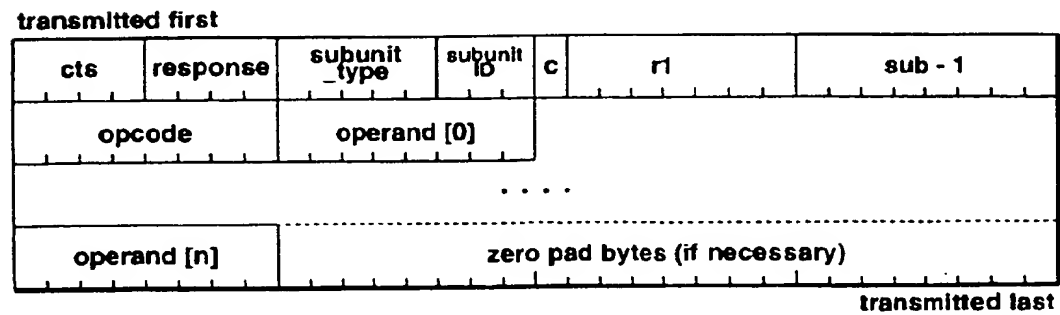 transmitted first
cts response subunit _type subunit ID c r1 sub - 1
opcode operand [0]
. . . .
operand [n] zero pad bytes (if necessary)
transmitted last